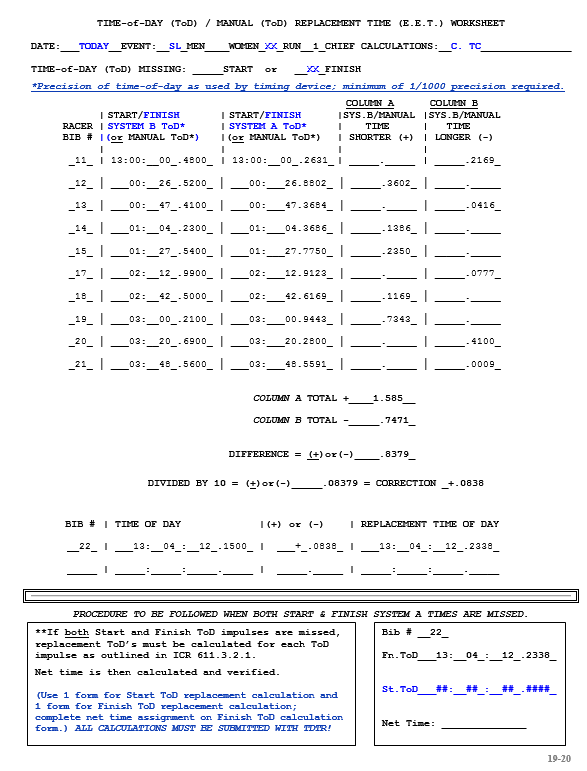 TIME-of-DAY (ToD) / MANUAL (ToD) REPLACEMENT TIME (E.E.T.) WORKSHEET
DATE:___TODAY__EVENT:__SL_MEN____WOMEN_XX_RUN__1_CHIEF CALCULATIONS:__C. TC_______________
TIME-of-DAY (ToD) MISSING: _____START or __XX_FINISH
*Precision of time-of-day as used by timing device; minimum of 1/1000 precision required.
COLUMN A COLUMN B
| START/FINISH | START/FINISH |SYS.B/MANUAL |SYS.B/MANUAL
RACER | SYSTEM B ToD* | SYSTEM A ToD* | TIME | TIME
BIB # |(or MANUAL ToD*) |(or MANUAL ToD*) | SHORTER (+) | LONGER (-)
| | | |
_11_ | 13:00:__00_.4800_ | 13:00:__00_.2631_ | _____._____ | _____.2169_
_12_ | ___00:__26_.5200_ | ___00:___26.8802_ | _____.3602_ | _____._____
_13_ | ___00:__47_.4100_ | ___00:___47.3684_ | _____._____ | _____.0416_
_14_ | ___01:__04_.2300_ | ___01:___04.3686_ | _____.1386_ | _____._____
_15_ | ___01:__27_.5400_ | ___01:___27.7750_ | _____.2350_ | _____._____
_17_ | ___02:__12_.9900_ | ___02:___12.9123_ | _____._____ | _____.0777_
_18_ | ___02:__42_.5000_ | ___02:___42.6169_ | _____.1169_ | _____._____
_19_ | ___03:__00_.2100_ | ___03:___00.9443_ | _____.7343_ | _____._____
_20_ | ___03:__20_.6900_ | ___03:___20.2800_ | _____._____ | _____.4100_
_21_ | ___03:__48_.5600_ | ___03:___48.5591_ | _____._____ | _____.0009_
COLUMN A TOTAL +____1.585__
COLUMN B TOTAL -_____.7471_
DIFFERENCE = (+)or(-)____.8379_
DIVIDED BY 10 = (+)or(-)_____.08379 = CORRECTION _+.0838
BIB # | TIME OF DAY |(+) or (-) | REPLACEMENT TIME OF DAY
__22_ | ___13:__04_:__12_.1500_ | ___+_.0838_ | ___13:__04_:__12_.2338_
_____ | _____:_____:_____._____ | _____._____ | _____:_____:_____._____
PROCEDURE TO BE FOLLOWED WHEN BOTH START & FINISH SYSTEM A TIMES ARE MISSED.
**If both Start and Finish ToD impulses are missed,
replacement ToD's must be calculated for each ToD
impulse as outlined in ICR 611.3.2.1.
Net time is then calculated and verified.
(Use 1 form for Start ToD replacement calculation and
1 form for Finish ToD replacement calculation;
complete net time assignment on Finish ToD calculation
form.) ALL CALCULATIONS MUST BE SUBMITTED WITH TDTR!
Bib # __22_
Fn.ToD___13:__04_:__12_.2338_
St.ToD___##:__##_:__##_.####_
Net Time: ______________
19-20